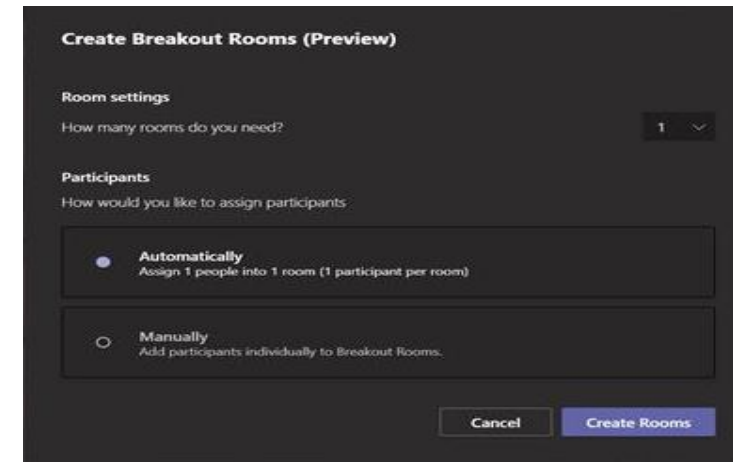 Create Breakout Rooms (Preview)
Room settings
How many rooms do you need?
1
Participants
How would you like to assign participants
Automatically
Assign 1 people into 1 room (1 participant per room)
Manually
Add participants individually to Breakout Rooms.
Cancel
Create Rooms